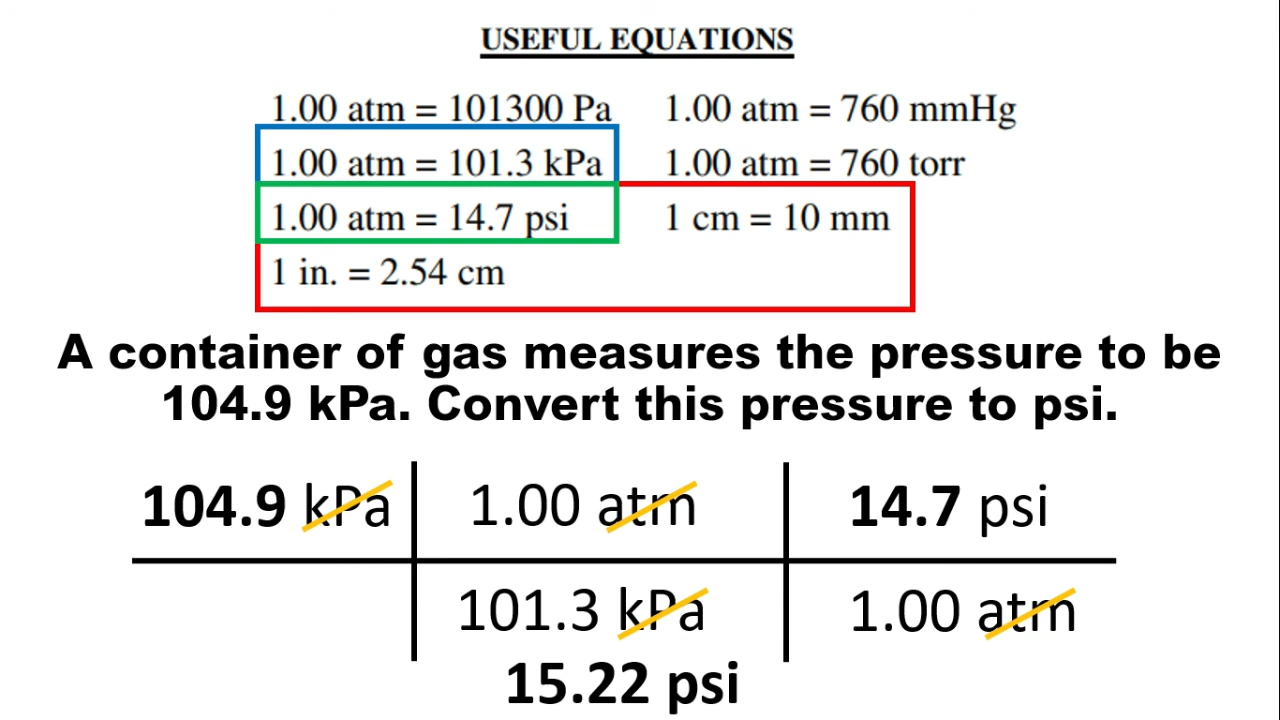 USEFUL EQUATIONS
1.00 atm = 101300 Pa 1.00 atm = 760 mmHg
1.00 atm = 101.3 kPa 1.00 atm = 760 torr
1.00 atm = 14.7 psi 1 cm = 10 mm
1 in. = 2.54 cm
A container of gas measures the pressure to be
104.9 kPa. Convert this pressure to psi.
104.9 kPa 1.00 atm 14.7 psi
101.3 kPa 1.00 atm
15.22 psi